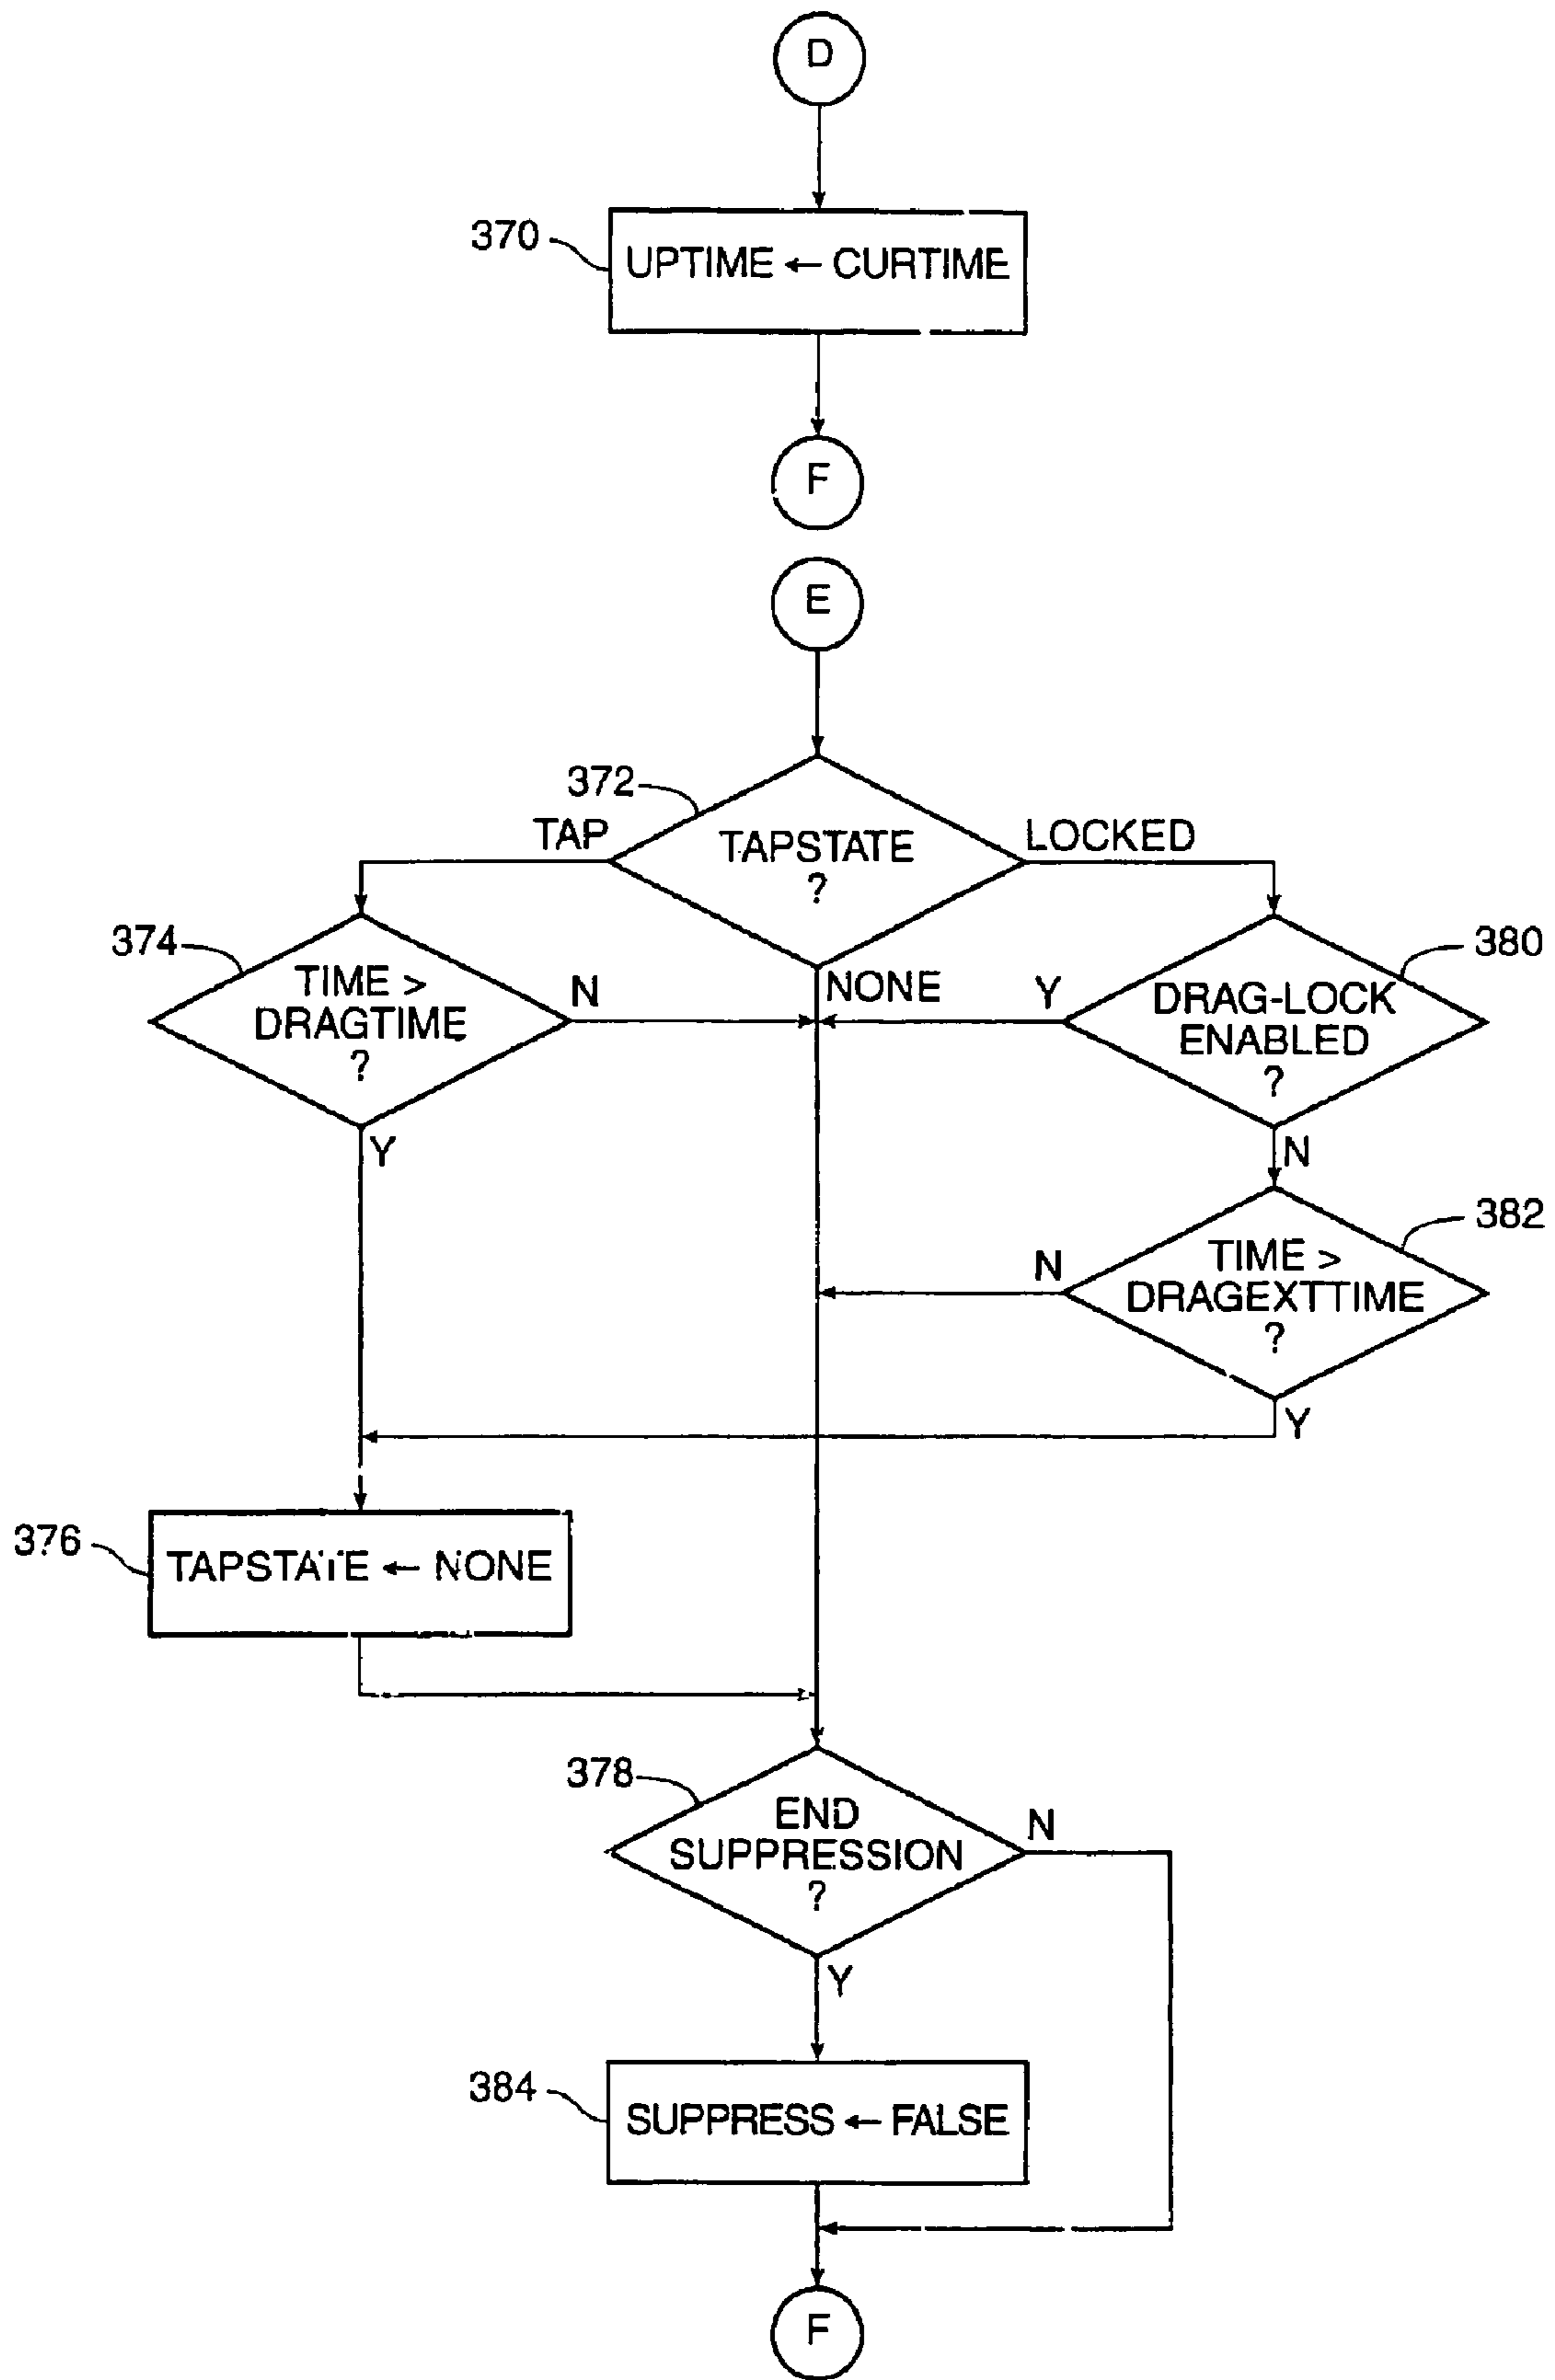 D
370
UPTIME ← CURTIME
F
E
372
TAP
TAPSTATE
?
LOCKED
374
TIME >
DRAGTIME
?
N
NONE
Y
380
DRAG-LOCK
ENABLED
?
Y
N
382
N
TIME >
DRAGEXTTIME
?
Y
376
TAPSTATE ← NONE
378
END
SUPPRESSION
?
N
Y
384
SUPPRESS ← FALSE
F